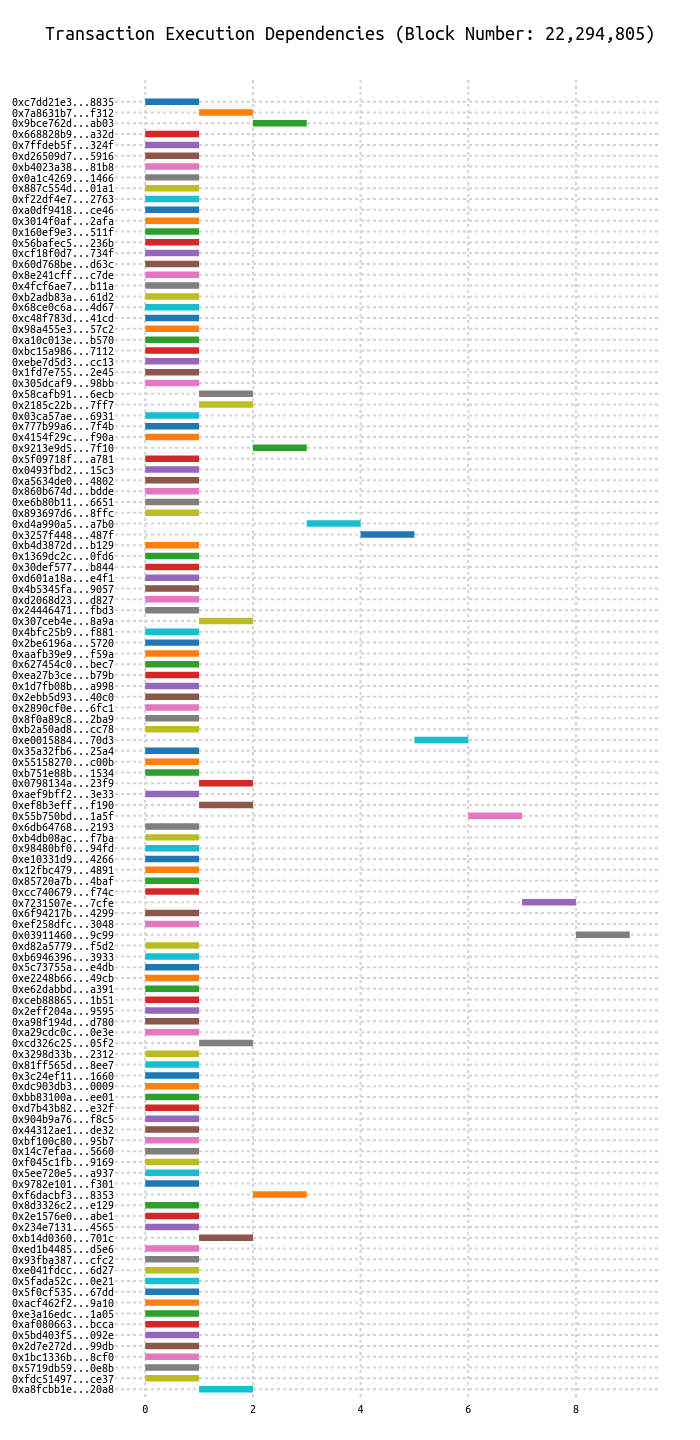 Transaction Execution Dependencies (Block Number: 22,294,805)
0xc7dd21e3...8835
0x7a8631b7...f312
0x9bce762d...ab03
0x668828b9...a32d
0x7ffdeb5f...324f
0xd26509d7...5916
0xb4023a38...81b8
0x0a1c4269...1466
0x887c554d...01a1
0xf22df4e7...2763
0xa0df9418...ce46
0x3014f0af...2afa
0x160ef9e3...511f
0x56bafec5...236b
0xcf18f0d7...734f
0x60d768be...d63c
0x8e241cff...c7de
0x4fcf6ae7...b11a
0xb2adb83a...61d2
0x68ce0c6a...4d67
0xc48f783d...41cd
0x98a455e3...57c2
0xa10c013e...b570
0xbc15a986...7112
0xebe7d5d3...cc13
0x1fd7e755...2e45
0x305dcaf9...98bb
0x58cafb91...6ecb
0x2185c22b...7ff7
0x03ca57ae...6931
0x777b99a6...7f4b
0x4154f29c...f90a
0x9213e9d5...7f10
0x5f09718f...a781
0x0493fbd2...15c3
0xa5634de0...4802
0x860b674d...bdde
0xe6b80b11...6651
0x893697d6...8ffc
0xd4a990a5...a7b0
0x3257f448...487f
0xb4d3872d...b129
0x1369dc2c...0fd6
0x30def577...b844
0xd601a18a...e4f1
0x4b5345fa...9057
0xd2068d23...d827
0x24446471...fbd3
0x307ceb4e...8a9a
0x4bfc25b9...f881
0x2be6196a...5720
0xaafb39e9...f59a
0x627454c0...bec7
0xea27b3ce...b79b
0x1d7fb08b...a998
0x2ebb5d93...40c0
0x2890cf0e...6fc1
0x8f0a89c8...2ba9
0xb2a50ad8...cc78
0xe0015884...70d3
0x35a32fb6...25a4
0x55158270...c00b
0xb751e88b...1534
0x0798134a...23f9
0xaef9bff2...3e33
0xef8b3eff...f190
0x55b750bd...1a5f
0x6db64768...2193
0xb4db08ac...f7ba
0x98480bf0...94fd
0xe10331d9...4266
0x12fbc479...4891
0x85720a7b...4baf
0xcc740679...f74c
0x7231507e...7cfe
0x6f94217b...4299
0xef258dfc...3048
0x03911460...9c99
0xd82a5779...f5d2
0xb6946396...3933
0x5c73755a...e4db
0xe2248b66...49cb
0xe62dabbd...a391
0xceb88865...1b51
0x2eff204a...9595
0xa98f194d...d780
0xa29cdc0c...0e3e
0xcd326c25...05f2
0x3298d33b...2312
0x81ff565d...8ee7
0x3c24ef11...1660
0xdc903db3...0009
0xbb83100a...ee01
0xd7b43b82...e32f
0x904b9a76...f8c5
0x44312ae1...de32
0xbf100c80...95b7
0x14c7efaa...5660
0xf045c1fb...9169
0x5ee720e5...a937
0x9782e101...f301
0xf6dacbf3...8353
0x8d3326c2...e129
0x2e1576e0...abe1
0x234e7131...4565
0xb14d0360...701c
0xed1b4485...d5e6
0x93fba387...cfc2
0xe041fdcc...6d27
0x5fada52c...0e21
0x5f0cf535...67dd
0xacf462f2...9a10
0xe3a16edc...1a05
0xaf080663...bcca
0x5bd403f5...092e
0x2d7e272d...99db
0x1bc1336b...8cf0
0x5719db59...0e8b
0xfdc51497...ce37
0xa8fcbb1e...20a8
0 2 4 6 8